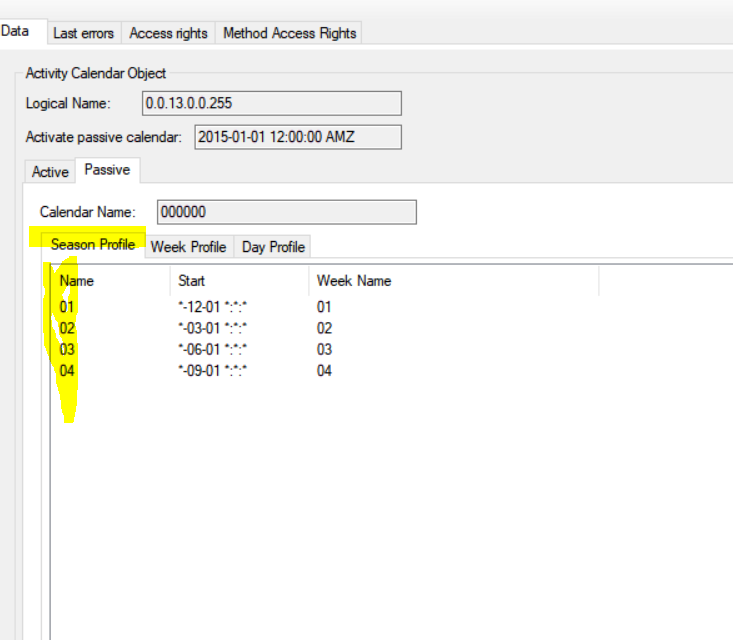 Data Last errors Access rights Method Access Rights
Activity Calendar Object
Logical Name: 0.0.13.0.0.255
Activate passive calendar: 2015-01-01 12:00:00 AMZ
Active Passive
Calendar Name: 000000
Season Profile Week Profile Day Profile
Name Start Week Name
01 *-12-01 *:*:* 01
02 *-03-01 *:*:* 02
03 *-06-01 *:*:* 03
04 *-09-01 *:*:* 04